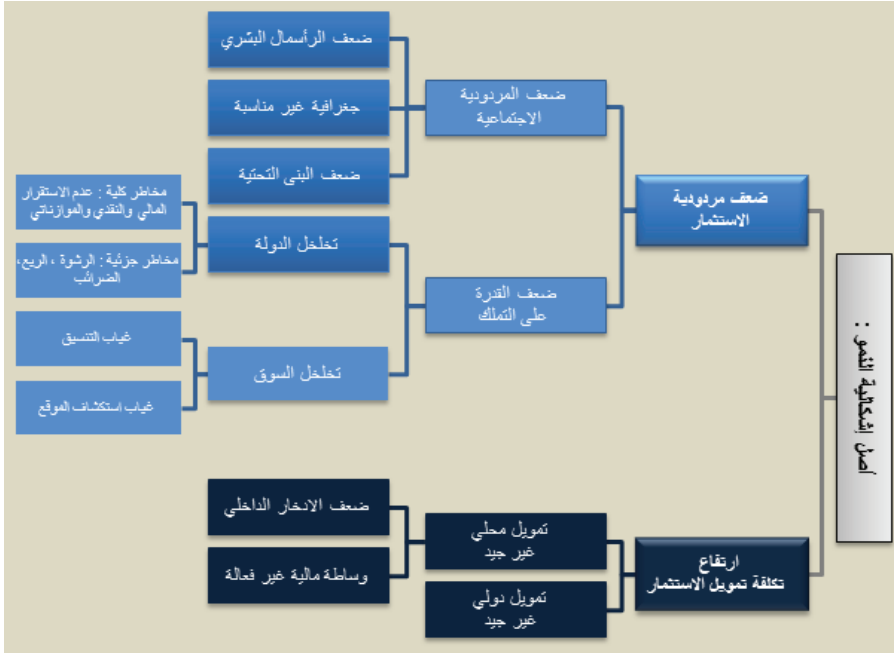 أصل إشكالية النمو :
ضعف مردودية
الاستثمار
ضعف المردودية
الاجتماعية
ضعف الرأسمال البشري
جغرافية غير مناسبة
ضعف البنى التحتية
ضعف القدرة
على التملك
تخلخل الدولة
مخاطر كلية : عدم الاستقرار
المالي والنقدي والموازناتي
مخاطر جزئية : الرشوة ، الريع،
الضرائب
تخلخل السوق
غياب التنسيق
غياب استكشاف الموقع
ارتفاع
تكلفة تمويل الاستثمار
تمويل محلي
غير جيد
ضعف الادخار الداخلي
وساطة مالية غير فعالة
تمويل دولي
غير جيد